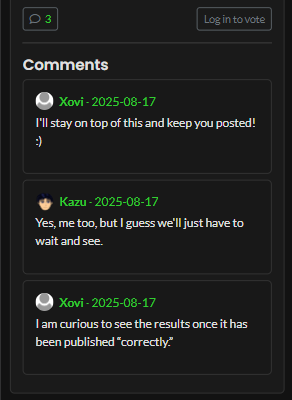 3
Log in to vote
Comments
Xovi - 2025-08-17
I'll stay on top of this and keep you posted!
:)
Kazu - 2025-08-17
Yes, me too, but I guess we'll just have to
wait and see.
Xovi - 2025-08-17
I am curious to see the results once it has
been published “correctly.”